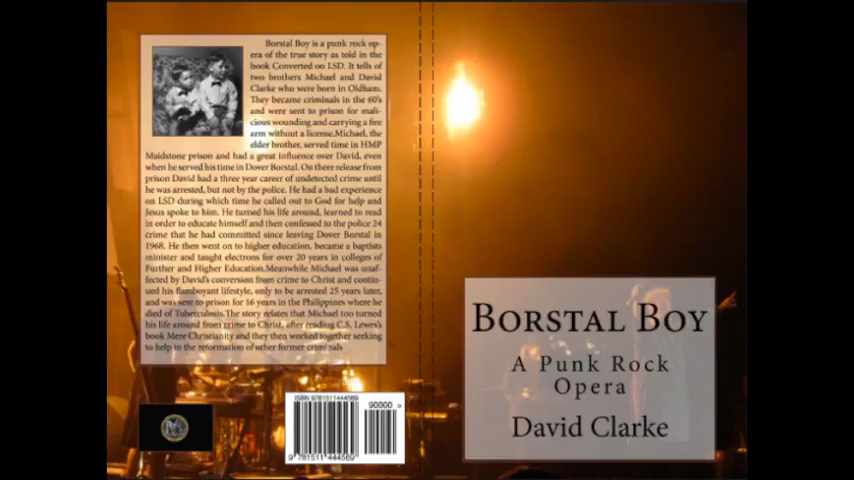 Borstal Boy is a punk rock op-
era of the true story as told in the
book Converted on LSD. It tells of
two brothers Michael and David
Clarke who were born in Oldham.
They became criminals in the 60's
and were sent to prison for mali-
cious wounding and carrying a fire
arm without a license.Michael, the
elder brother, served time in HMP
Maidstone prison and had a great influence over David, even
when he served his time in Dover Borstal. On there release from
prison David had a three year career of undetected crime until
he was arrested, but not by the police. He had a bad experience
on LSD during which time he called out to God for help and
Jesus spoke to him. He turned his life around, learned to read
in order to educate himself and then confessed to the police 24
crime that he had committed since leaving Dover Borstal in
1968. He then went on to higher education, became a baptists
minister and taught electrons for over 20 years in colleges of
Further and Higher Education.Meanwhile Michael was unaf-
fected by David's conversion from crime to Christ and contin-
ued his flamboyant lifestyle, only to be arrested 25 years later,
and was sent to prison for 16 years in the Philippines where he
died of Tuberculosis.The story relates that Michael too turned
his life around from crime to Christ, after reading C.S. Lewes's
book Mere Christianity and they then worked together seeking
to help in the reformation of other former criminals
ISBN 9781511444569
90000 >
9 781511 444569
Borstal Boy
A Punk Rock
Opera
David Clarke